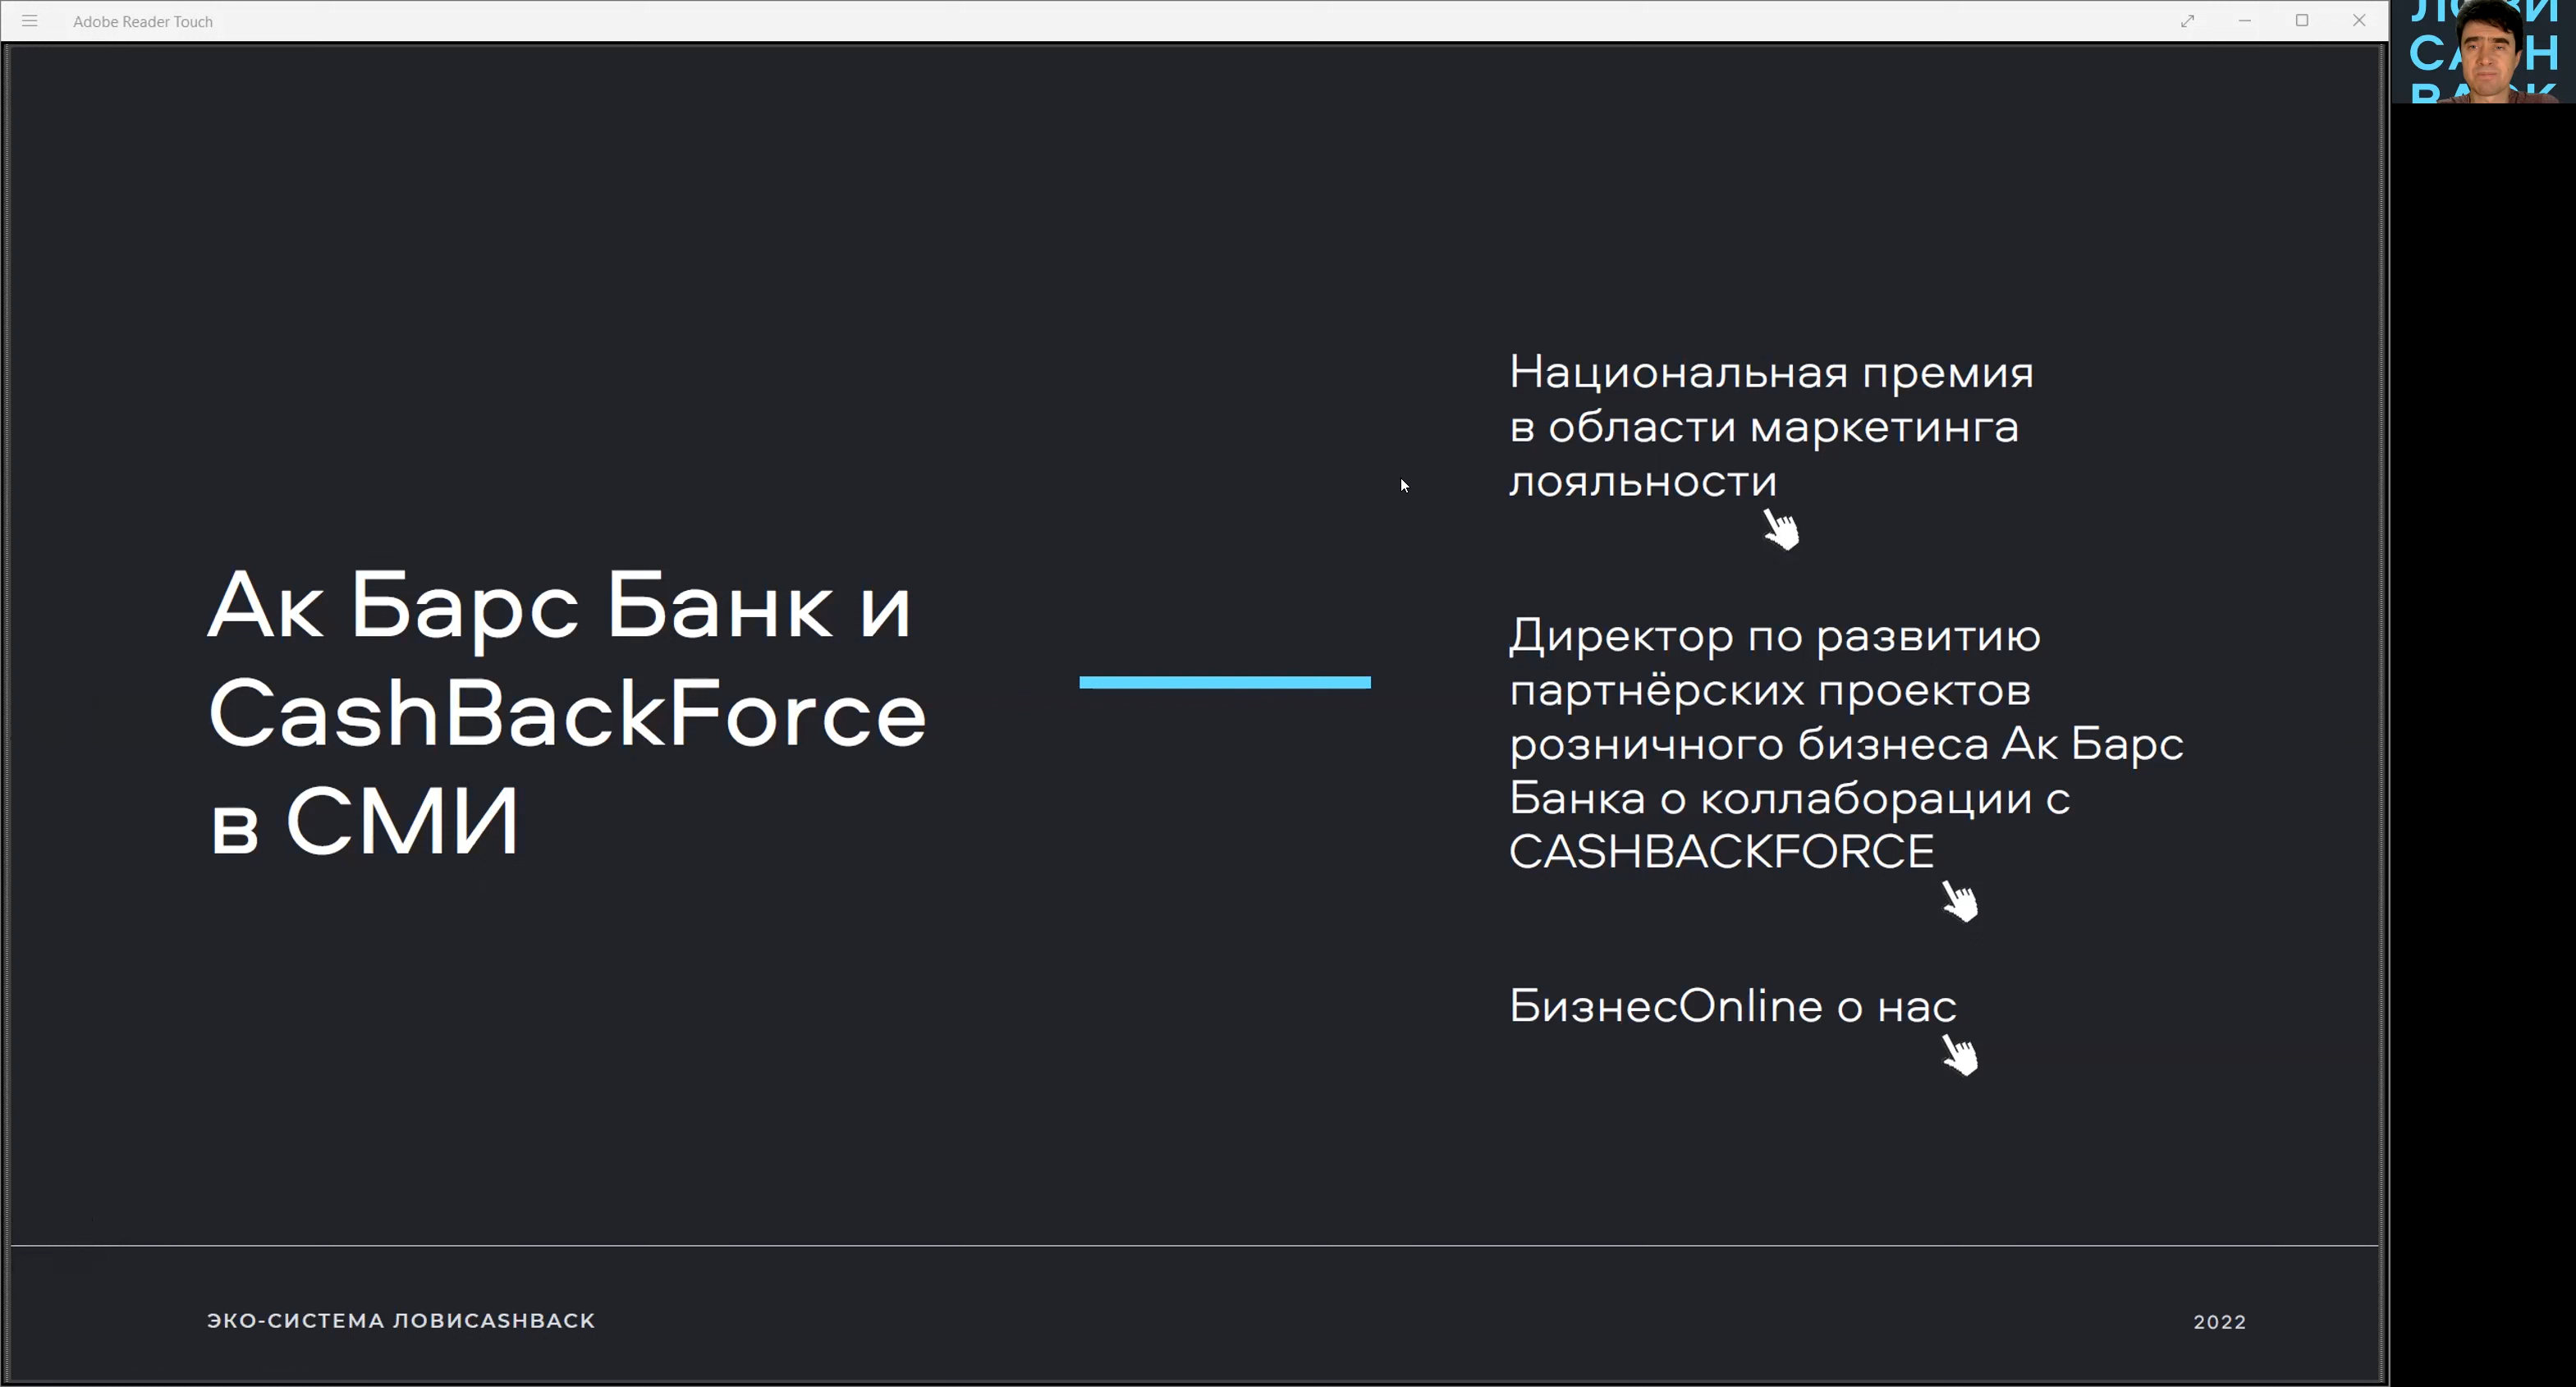 Adobe Reader Touch
Национальная премия
в области маркетинга
лояльности
Ак Барс Банк и
CashBackForce
в СМИ
Директор по развитию
партнёрских проектов
розничного бизнеса Ак Барс
Банка о коллаборации с
CASHBACKFORCE
БизнесOnline о нас
ЭКО-СИСТЕМА ЛОВИCASHBACK
2022